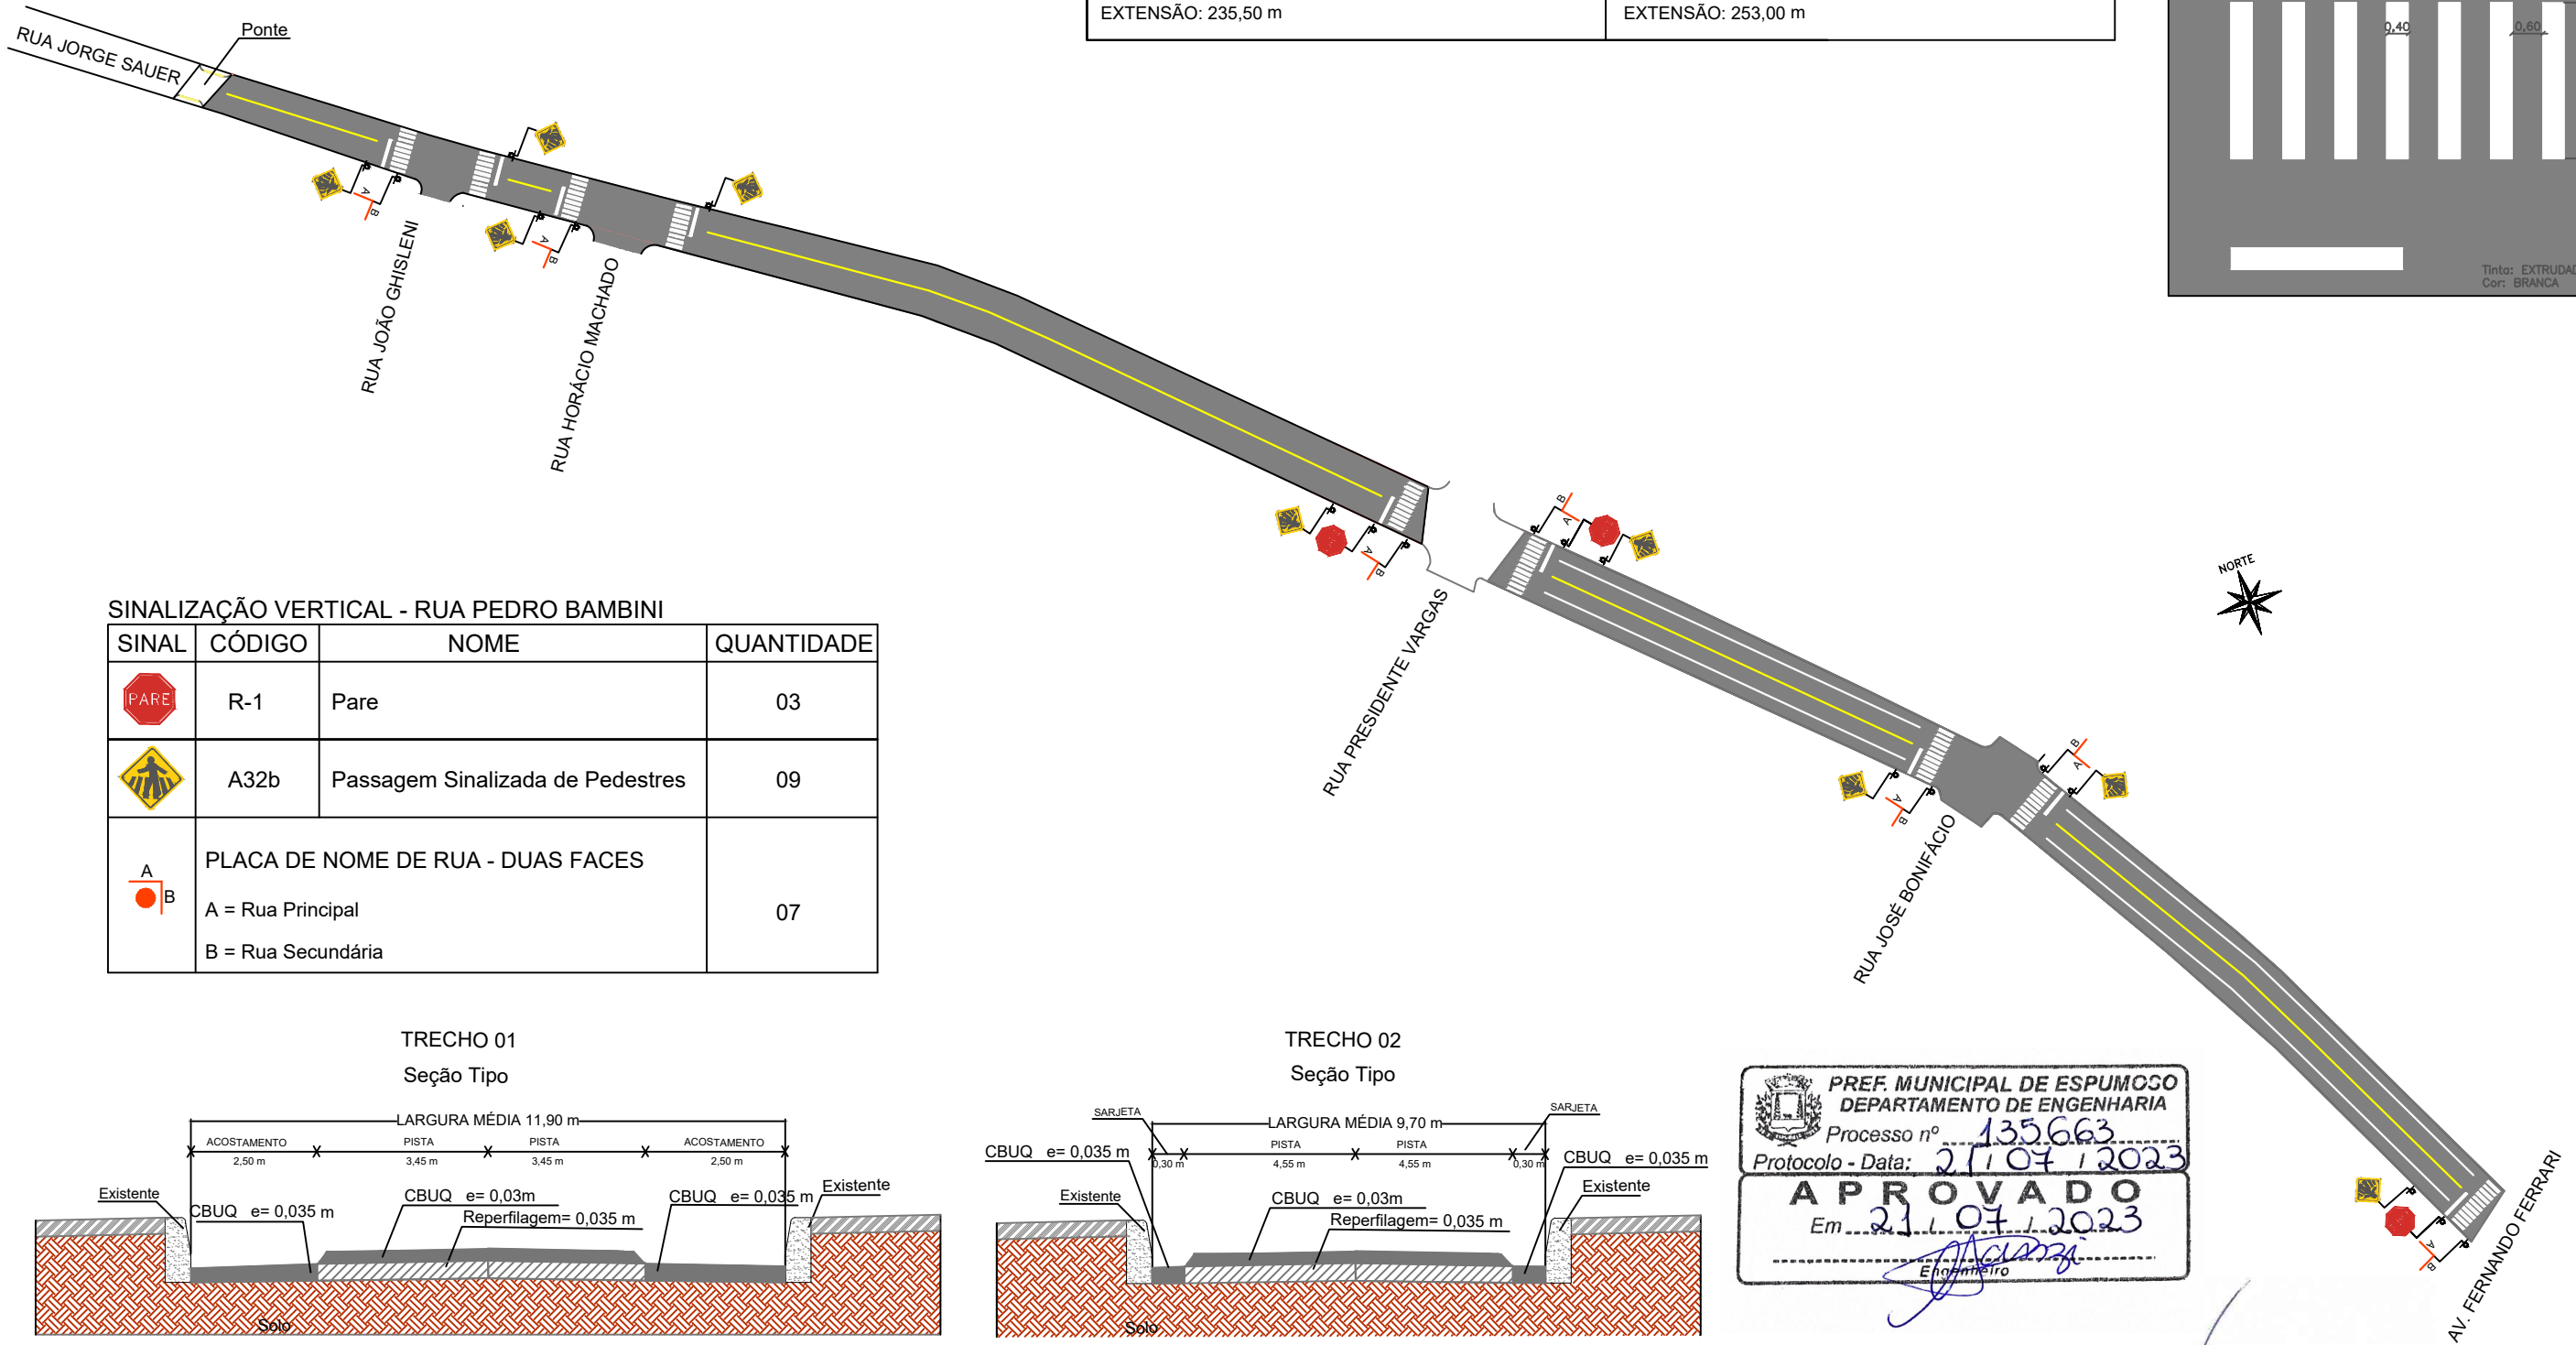 EXTENSÃO: 235,50 m
EXTENSÃO: 253,00 m
0,40
0,60
Cor: BRANCA
Ponte
RUA JORGE SAUER
A
B
A
B
RUA JOÃO GHISLENI
RUA HORÁCIO MACHADO
B
A
A
B
RUA PRESIDENTE VARGAS
NORTE
B
A
A
B
RUA JOSÉ BONIFÁCIO
A
B
AV. FERNANDO FERRARI
SINALIZAÇÃO VERTICAL - RUA PEDRO BAMBINI
SINAL CÓDIGO NOME QUANTIDADE
PARE R-1 Pare 03
A32b Passagem Sinalizada de Pedestres 09
A
B
PLACA DE NOME DE RUA - DUAS FACES
A = Rua Principal
B = Rua Secundária
07
TRECHO 01
Seção Tipo
LARGURA MÉDIA 11,90 m
ACOSTAMENTO PISTA PISTA ACOSTAMENTO
2,50 m 3,45 m 3,45 m 2,50 m
Existente
CBUQ e= 0,035 m
CBUQ e= 0,03m
Reperfilagem= 0,035 m
CBUQ e= 0,035 m
Existente
Solo
TRECHO 02
Seção Tipo
SARJETA
LARGURA MÉDIA 9,70 m
SARJETA
PISTA PISTA
0,30 m 4,55 m 4,55 m 0,30 m
CBUQ e= 0,035 m
Existente
CBUQ e= 0,03m
Reperfilagem= 0,035 m
CBUQ e= 0,035 m
Existente
Solo
PREF. MUNICIPAL DE ESPUMOSO
DEPARTAMENTO DE ENGENHARIA
Processo nº 135663
Protocolo - Data: 21/07/2023
APROVADO
Em 21/07/2023
Engenheiro